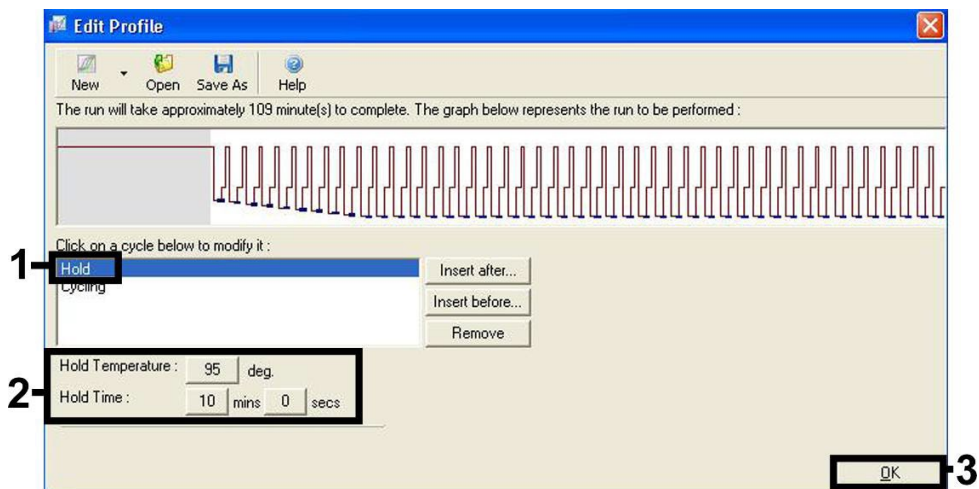 Edit Profile
New Open Save As Help
The run will take approximately 109 minute(s) to complete. The graph below represents the run to be performed :
Click on a cycle below to modify it :
1
Hold
Cycling
Insert after...
Insert before...
Remove
2
Hold Temperature : 95 deg.
Hold Time : 10 mins 0 secs
OK 3